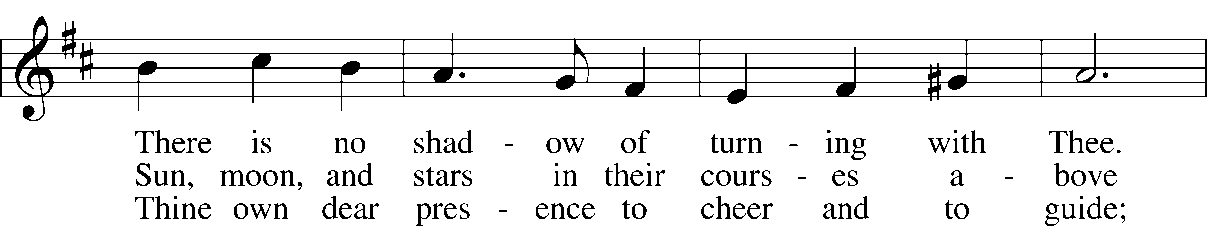 There is no shad - ow of turn - ing with Thee.
Sun, moon, and stars in their cours - es a - bove
Thine own dear pres - ence to cheer and to guide;